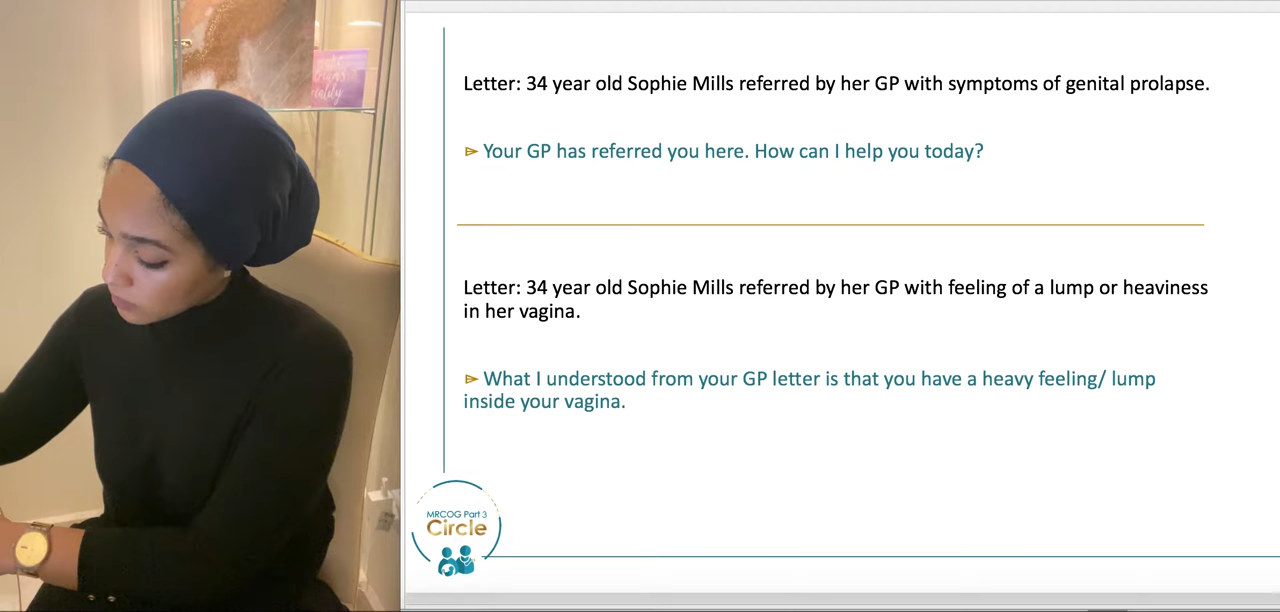 Letter: 34 year old Sophie Mills referred by her GP with symptoms of genital prolapse.
⌲ Your GP has referred you here. How can I help you today?
Letter: 34 year old Sophie Mills referred by her GP with feeling of a lump or heaviness
in her vagina.
⌲ What I understood from your GP letter is that you have a heavy feeling/ lump
inside your vagina.
MRCOG Part 3
Circle